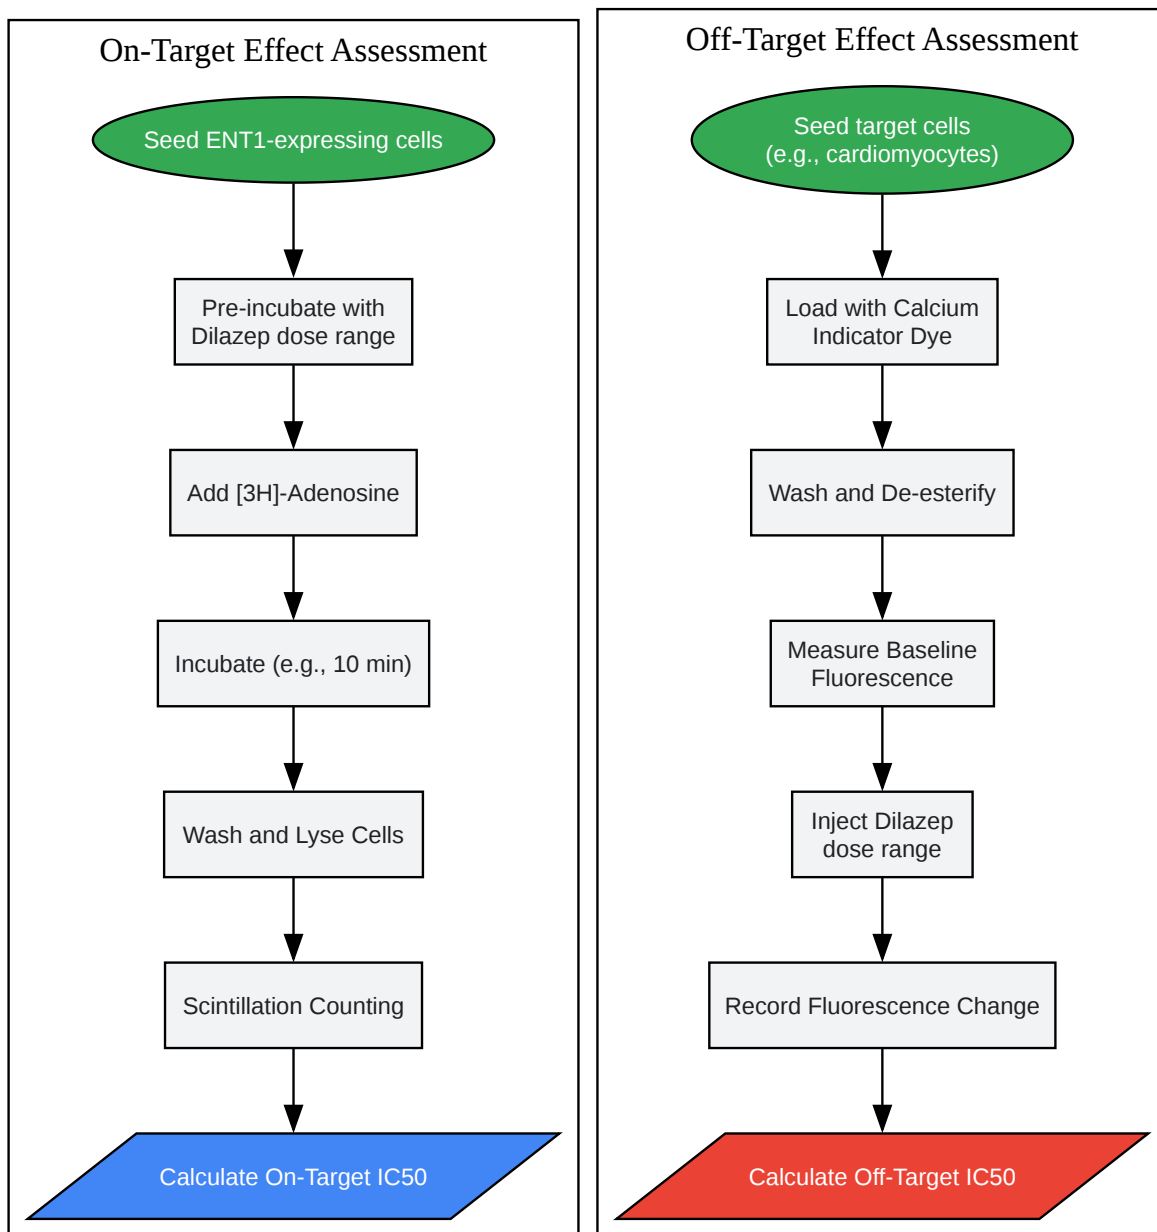 On-Target Effect Assessment
Seed ENT1-expressing cells
Pre-incubate with
Dilazep dose range
Add [3H]-Adenosine
Incubate (e.g., 10 min)
Wash and Lyse Cells
Scintillation Counting
Calculate On-Target IC50
Off-Target Effect Assessment
Seed target cells
(e.g., cardiomyocytes)
Load with Calcium
Indicator Dye
Wash and De-esterify
Measure Baseline
Fluorescence
Inject Dilazep
dose range
Record Fluorescence Change
Calculate Off-Target IC50